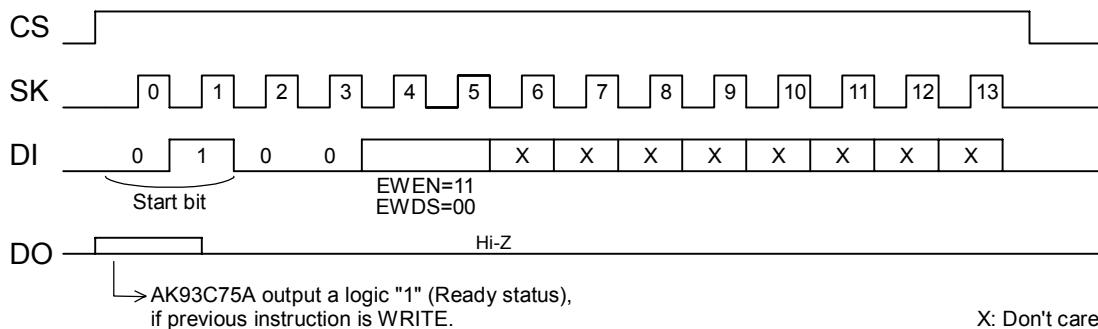 CS
SK 0 1 2 3 4 5 6 7 8 9 10 11 12 13
DI 0 1 0 0 X X X X X X X X
EWEN=11
EWDS=00
Start bit
DO Hi-Z
AK93C75A output a logic "1" (Ready status),
if previous instruction is WRITE. X: Don't care